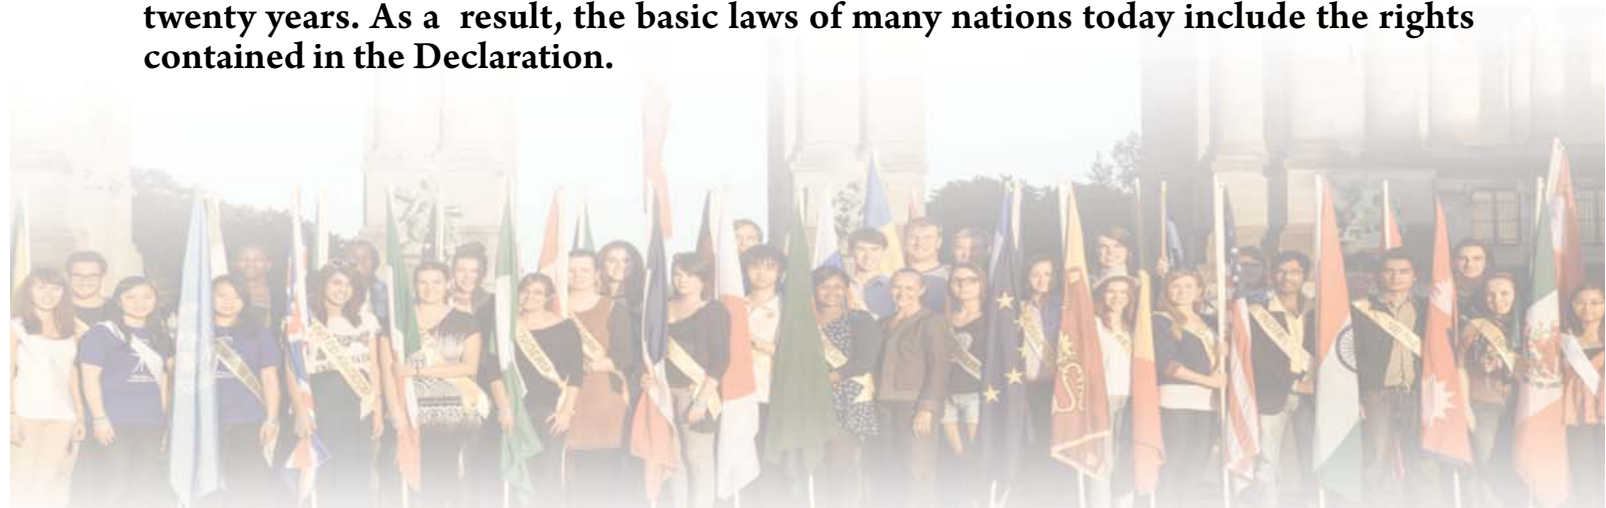 twenty years. As a  result, the basic laws of many nations today include the rights
contained in the Declaration.